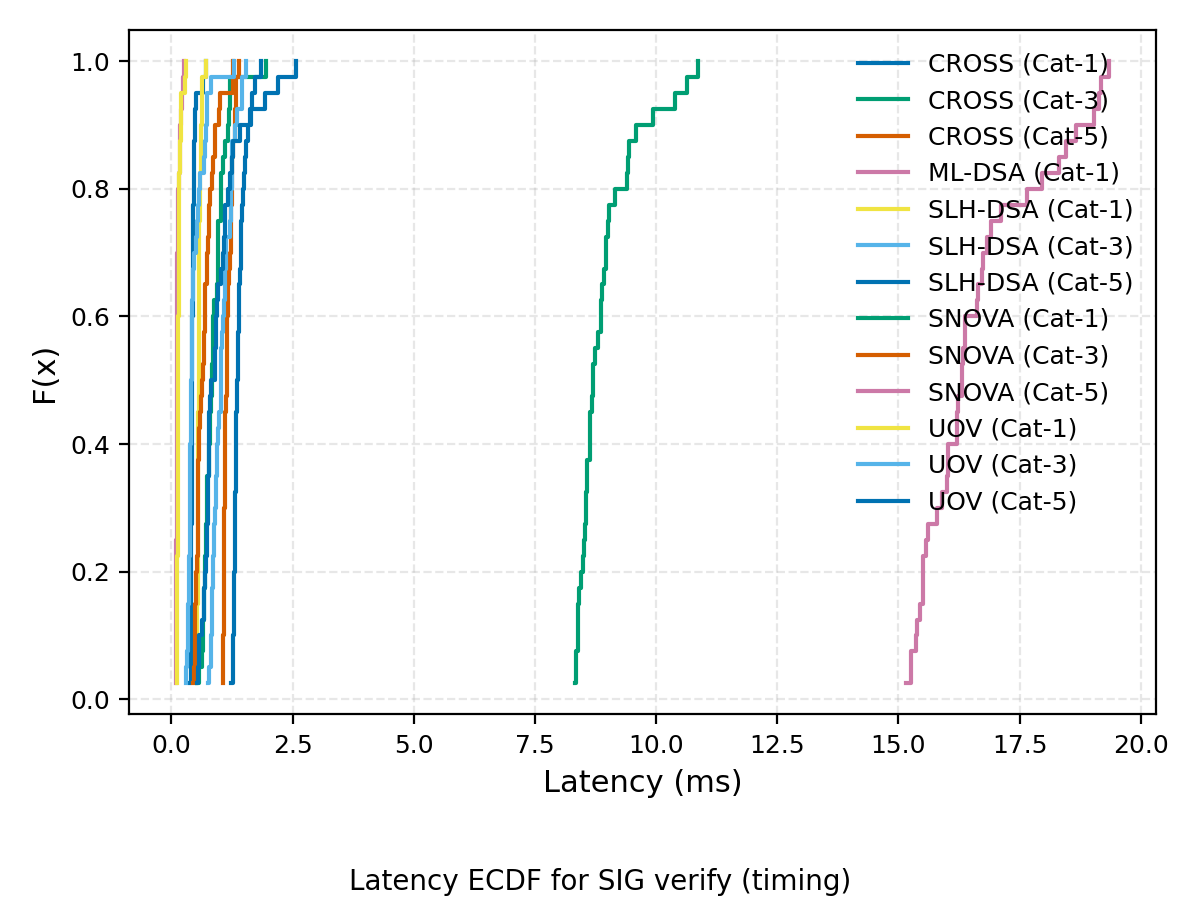 1.0
0.8
0.6
0.4
0.2
0.0
F(x)
CROSS (Cat-1)
CROSS (Cat-3)
CROSS (Cat-5)
ML-DSA (Cat-1)
SLH-DSA (Cat-1)
SLH-DSA (Cat-3)
SLH-DSA (Cat-5)
SNOVA (Cat-1)
SNOVA (Cat-3)
SNOVA (Cat-5)
UOV (Cat-1)
UOV (Cat-3)
UOV (Cat-5)
0.0 2.5 5.0 7.5 10.0 12.5 15.0 17.5 20.0
Latency (ms)
Latency ECDF for SIG verify (timing)